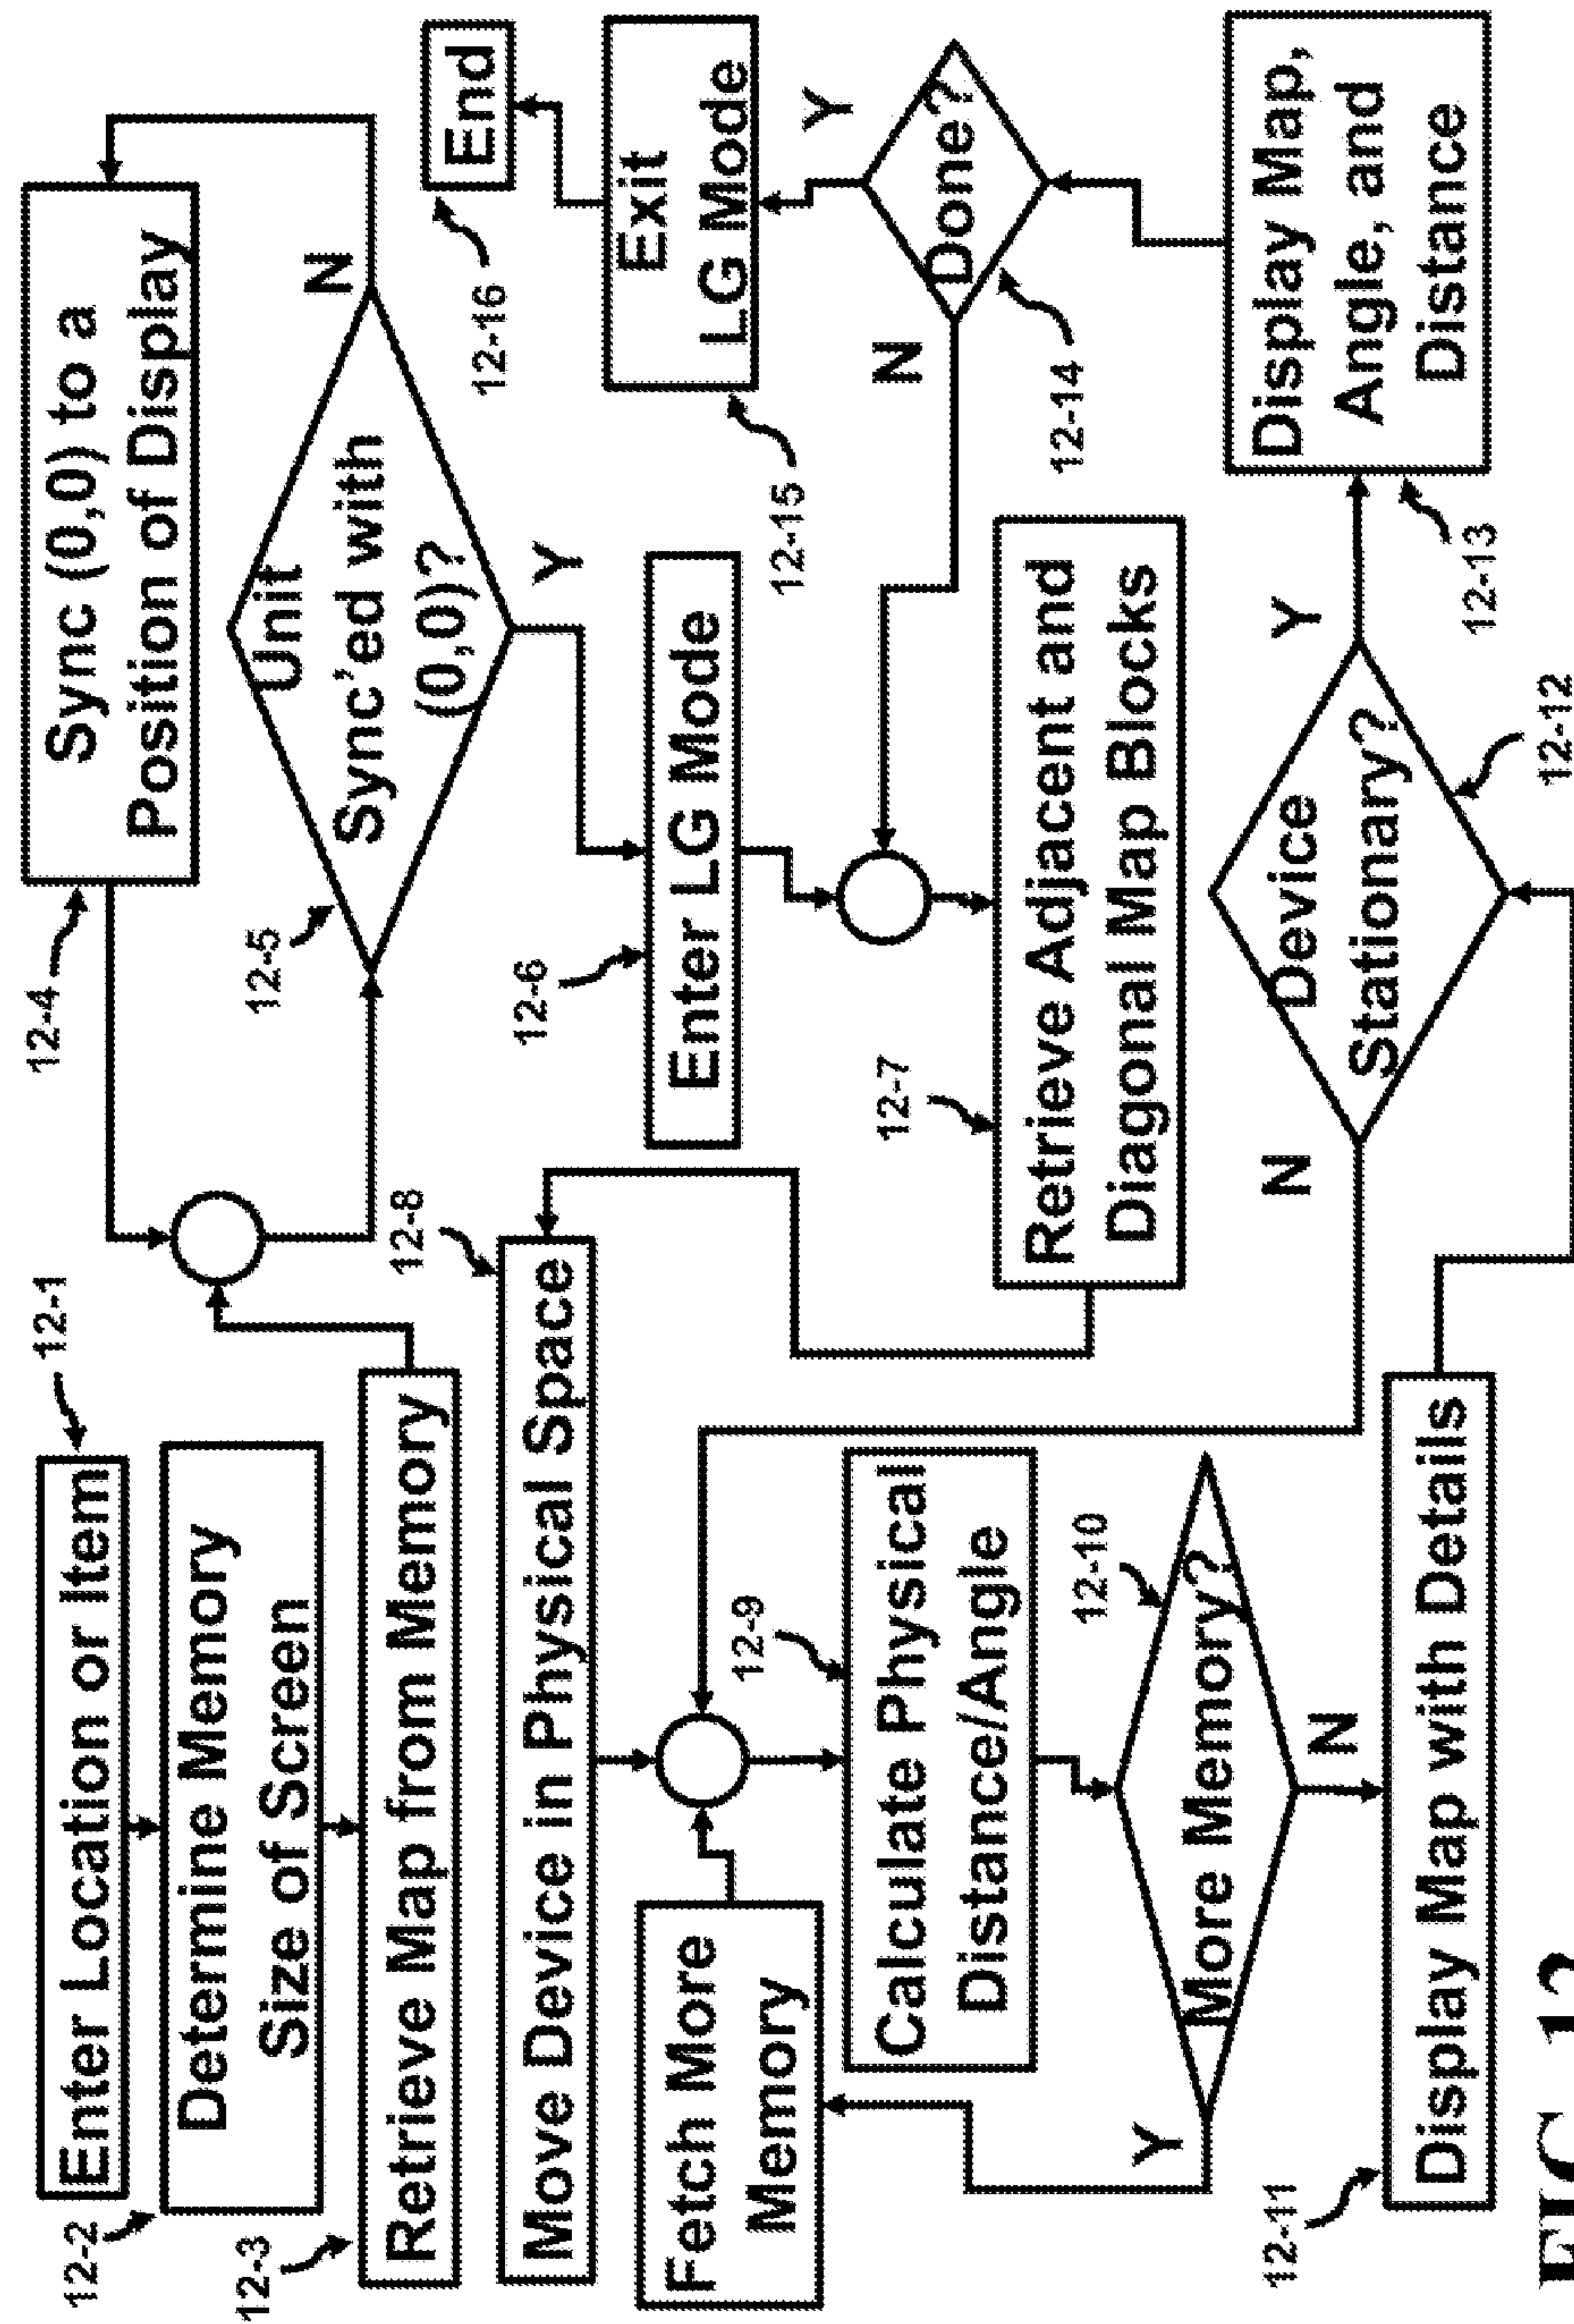 Enter Location or Item
12-1
12-2
Determine Memory
Size of Screen
12-3
Retrieve Map from Memory
12-4
Sync (0,0) to a
Position of Display
12-5
Unit
Sync'ed with
(0,0)?
N
Y
12-6
Enter LG Mode
12-7
Retrieve Adjacent and
Diagonal Map Blocks
12-8
Move Device in Physical Space
Fetch More
Memory
12-9
Calculate Physical
Distance/Angle
12-10
More Memory?
Y
N
12-11
Display Map with Details
Device
Stationary?
12-12
N
Y
12-13
Display Map,
Angle, and
Distance
Done?
12-14
N
Y
12-15
Exit
LG Mode
12-16
End
FIG 12